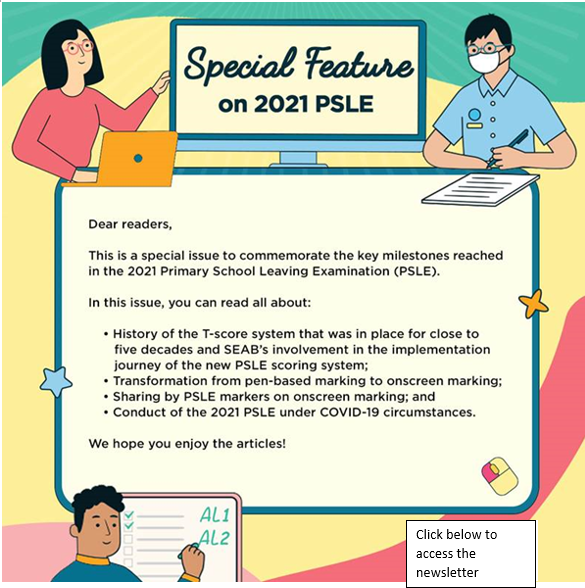 Special Feature
on 2021 PSLE
Dear readers,
This is a special issue to commemorate the key milestones reached
in the 2021 Primary School Leaving Examination (PSLE).
In this issue, you can read all about:
• History of the T-score system that was in place for close to
five decades and SEAB's involvement in the implementation
journey of the new PSLE scoring system;
• Transformation from pen-based marking to onscreen marking;
• Sharing by PSLE markers on onscreen marking; and
• Conduct of the 2021 PSLE under COVID-19 circumstances.
We hope you enjoy the articles!
AL1
AL2
Click below to
access the
newsletter